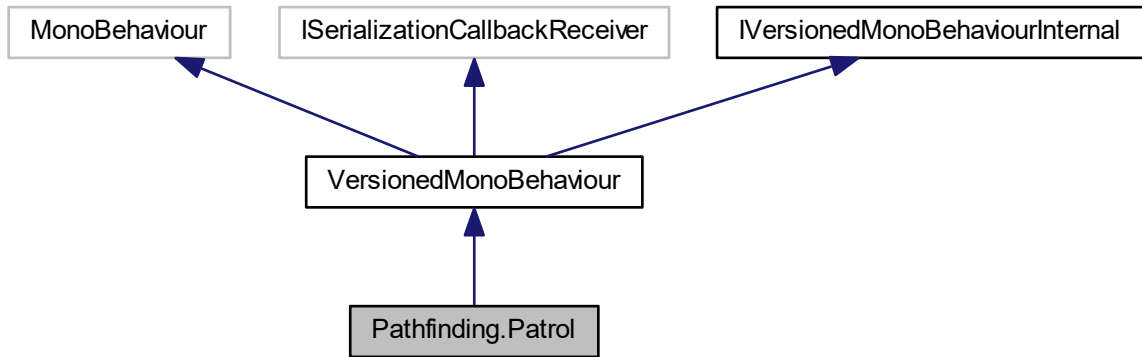 MonoBehaviour
ISerializationCallbackReceiver
IVersionedMonoBehaviourInternal
VersionedMonoBehaviour
Pathfinding.Patrol